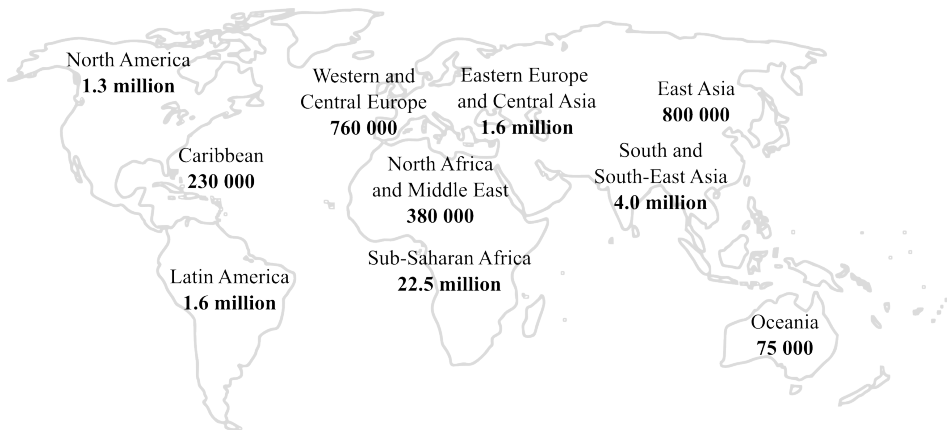 North America
1.3 million
Western and
Central Europe
760 000
Eastern Europe
and Central Asia
1.6 million
East Asia
800 000
Caribbean
230 000
North Africa
and Middle East
380 000
South and
South-East Asia
4.0 million
Sub-Saharan Africa
22.5 million
Latin America
1.6 million
Oceania
75 000